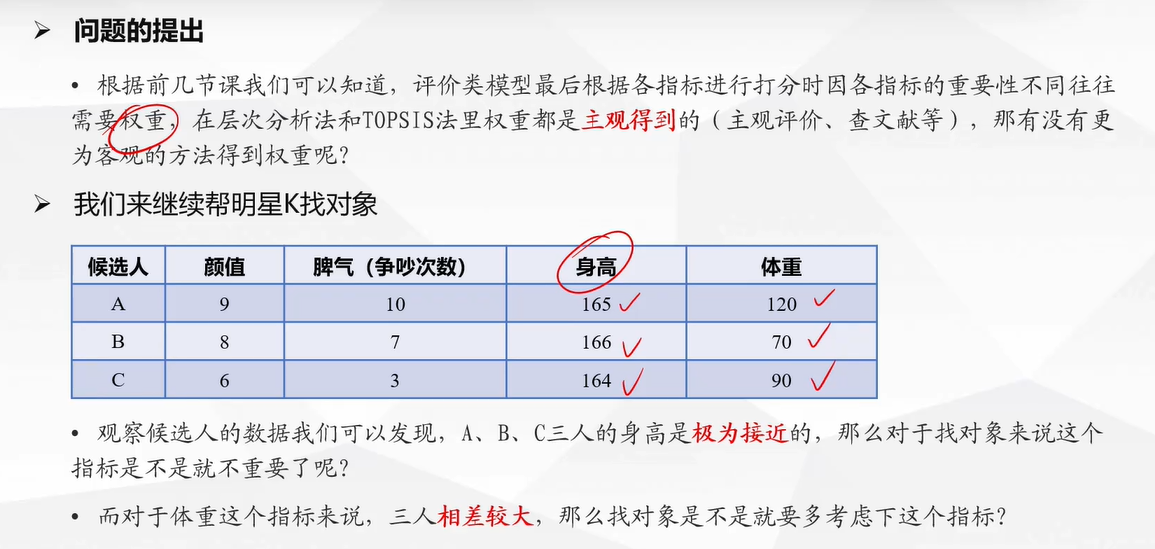 问题的提出
• 根据前几节课我们可以知道，评价类模型最后根据各指标进行打分时因各指标的重要性不同往往
需要权重，在层次分析法和TOPSIS法里权重都是主观得到的（主观评价、查文献等），那有没有更
为客观的方法得到权重呢？
我们来继续帮明星K找对象
候选人 颜值 脾气（争吵次数） 身高 体重
A 9 10 165 120
B 8 7 166 70
C 6 3 164 90
• 观察候选人的数据我们可以发现，A、B、C三人的身高是极为接近的，那么对于找对象来说这个
指标是不是就不重要了呢？
• 而对于体重这个指标来说，三人相差较大，那么找对象是不是就要多考虑下这个指标？